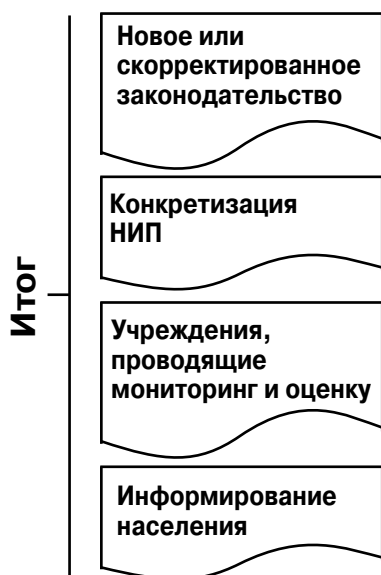 Итог
Новое или
скорректированное
законодательство
Конкретизация
НИП
Учреждения,
проводящие
мониторинг и оценку
Информирование
населения